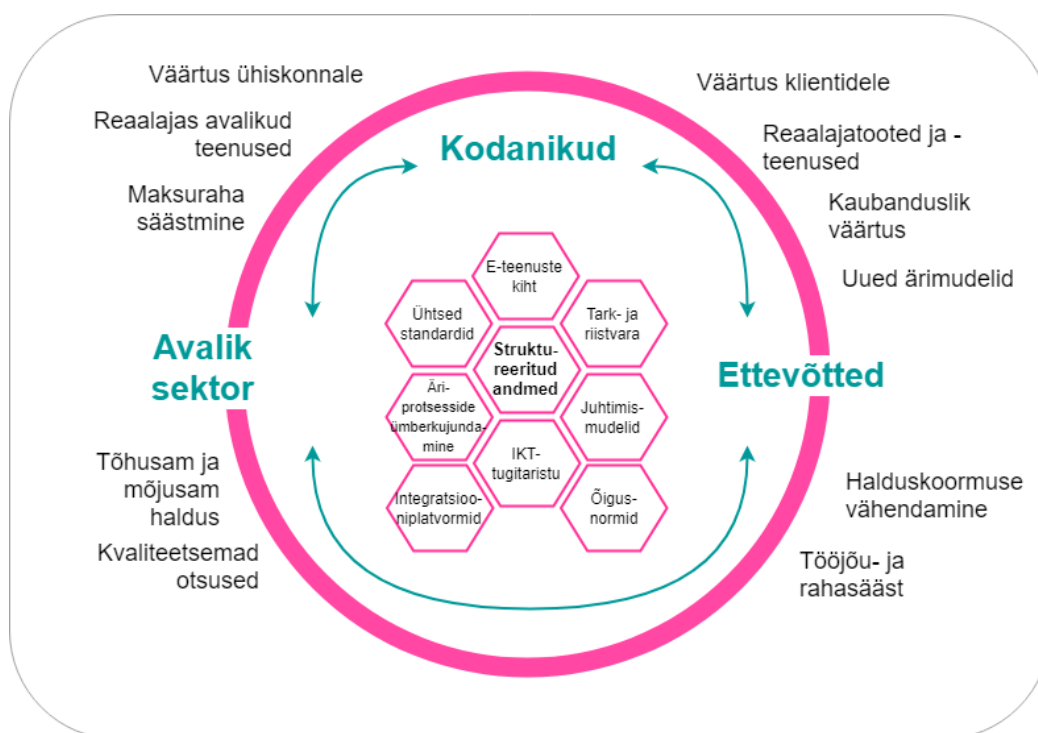 Väärtus ühiskonnale
Reaalajas avalikud
teenused
Maksuraha
säästmine
Väärtus klientidele
Reaalajatooted ja -
teenused
Kaubanduslik
väärtus
Uued ärimudelid
Kodanikud
Avalik
sektor
Ettevõtted
E-teenuste
kiht
Ühtsed
standardid
Tark- ja
riistvara
Struktu-
reeritud
andmed
Äri-
protsesside
ümberkujunda-
mine
Juhtimis-
mudelid
IKT-
tugitaristu
Integratsioo-
niplatvormid
Õigus-
normid
Tõhusam ja
mõjusam
haldus
Kvaliteetsemad
otsused
Halduskoormuse
vähendamine
Tööjõu- ja
rahasääst